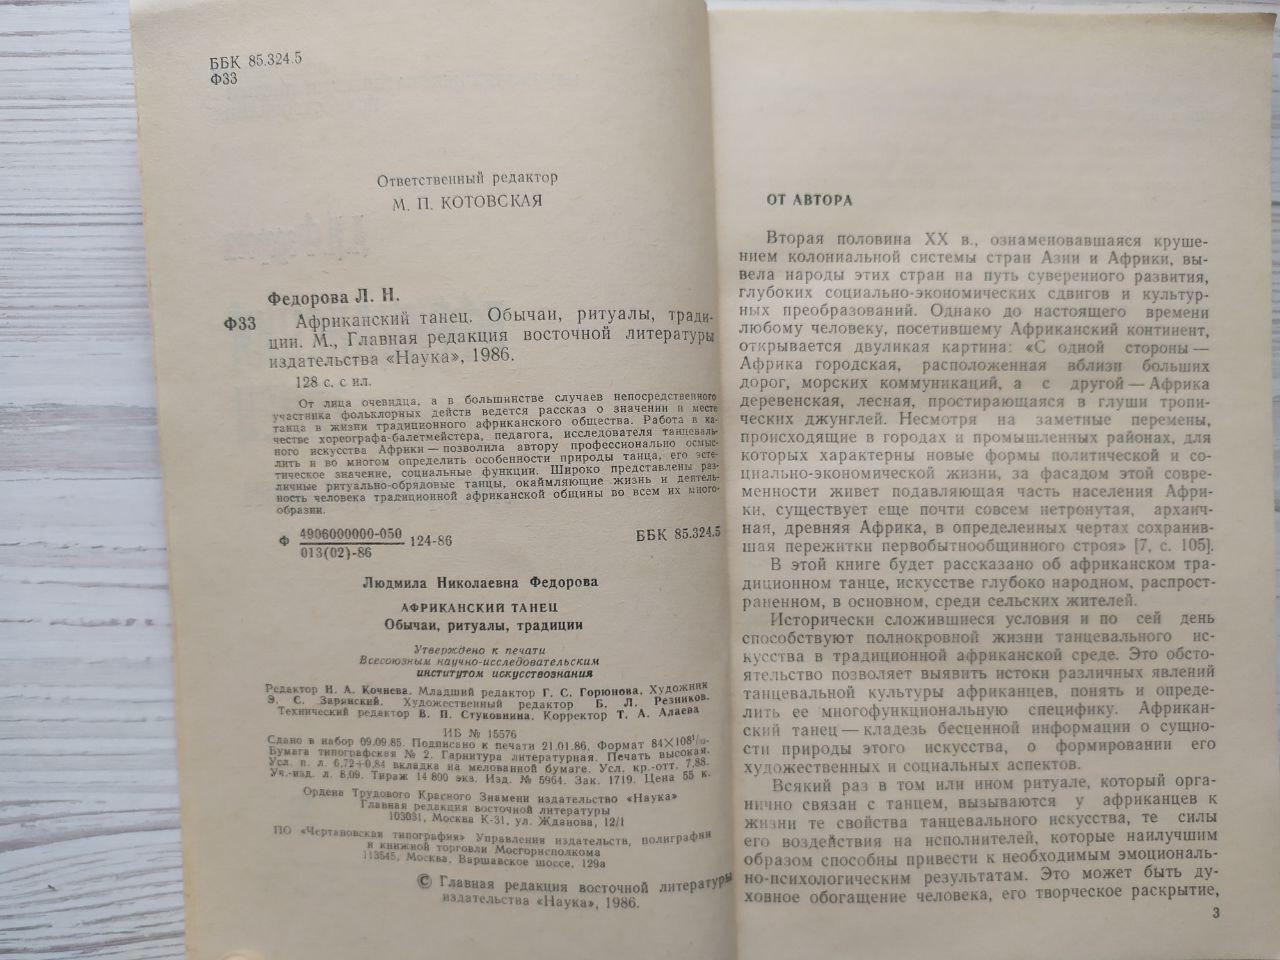 ББК 85.324.5
Ф33
Ответственный редактор
М. П. КОТОВСКАЯ
Федорова Л. Н.
Ф33 Африканский танец. Обычаи, ритуалы, тради-
ции. М., Главная редакция восточной литературы
издательства «Наука», 1986.
128 с. с ил.
От лица очевидца, а в большинстве случаев непосредственного
участника фольклорных действ ведется рассказ о значении и месте
танца в жизни традиционного африканского общества. Работа в ка-
честве хореографа-балетмейстера, педагога, исследователя танцеваль-
ного искусства Африки — позволила автору профессионально осмыс-
лить и во многом определить особенности природы танца, его эсте-
тическое значение, социальные функции. Широко представлены раз-
личные ритуально-обрядовые танцы, окаймляющие жизнь и деятель-
ность человека традиционной африканской общины во всем их много-
образии.
Ф 4906000000-050 124-86 ББК 85.324.5
013(02)-86
Людмила Николаевна Федорова
АФРИКАНСКИЙ ТАНЕЦ
Обычаи, ритуалы, традиции
Утверждено к печати
Всесоюзным научно-исследовательским
институтом искусствознания
Редактор Н. А. Кочнева. Младший редактор Г. С. Горюнова. Художник
Э. С. Зарянский. Художественный редактор Б. Л. Резников.
Технический редактор В. П. Стуковнина. Корректор Т. А. Алаева
ИБ № 15576
Сдано в набор 09.09.85. Подписано к печати 21.01.86. Формат 84×108¹/₃₂.
Бумага типографская № 2. Гарнитура литературная. Печать высокая.
Усл. п. л. 6,72+0,84 вкладка на мелованной бумаге. Усл. кр.-отт. 7,88.
Уч.-изд. л. 8,09. Тираж 14 800 экз. Изд. № 5964. Зак. 1719. Цена 55 к.
Ордена Трудового Красного Знамени издательство «Наука»
Главная редакция восточной литературы
103031, Москва К-31, ул. Жданова, 12/1
ПО «Чертановская типография» Управления издательств, полиграфии
и книжной торговли Мосгорисполкома
113545, Москва, Варшавское шоссе, 129а
© Главная редакция восточной литературы
издательства «Наука», 1986.
ОТ АВТОРА
Вторая половина XX в., ознаменовавшаяся круше-
нием колониальной системы стран Азии и Африки, вы-
вела народы этих стран на путь суверенного развития,
глубоких социально-экономических сдвигов и культур-
ных преобразований. Однако до настоящего времени
любому человеку, посетившему Африканский континент,
открывается двуликая картина: «С одной стороны —
Африка городская, расположенная вблизи больших
дорог, морских коммуникаций, а с другой — Африка
деревенская, лесная, простирающаяся в глуши тропи-
ческих джунглей. Несмотря на заметные перемены,
происходящие в городах и промышленных районах, для
которых характерны новые формы политической и со-
циально-экономической жизни, за фасадом этой совре-
менности живет подавляющая часть населения Афри-
ки, существует еще почти совсем нетронутая, архаич-
ная, древняя Африка, в определенных чертах сохранив-
шая пережитки первобытнообщинного строя» [7, с. 105].
В этой книге будет рассказано об африканском тра-
диционном танце, искусстве глубоко народном, распрост-
раненном, в основном, среди сельских жителей.
Исторически сложившиеся условия и по сей день
способствуют полнокровной жизни танцевального ис-
кусства в традиционной африканской среде. Это обсто-
ятельство позволяет выявить истоки различных явлений
танцевальной культуры африканцев, понять и опреде-
лить ее многофункциональную специфику. Африкан-
ский танец — кладезь бесценной информации о сущно-
сти природы этого искусства, о формировании его
художественных и социальных аспектов.
Всякий раз в том или ином ритуале, который орга-
нично связан с танцем, вызываются у африканцев к
жизни те свойства танцевального искусства, те силы
его воздействия на исполнителей, которые наилучшим
образом способны привести к необходимым эмоциональ-
но-психологическим результатам. Это может быть ду-
ховное обогащение человека, его творческое раскрытие,
3